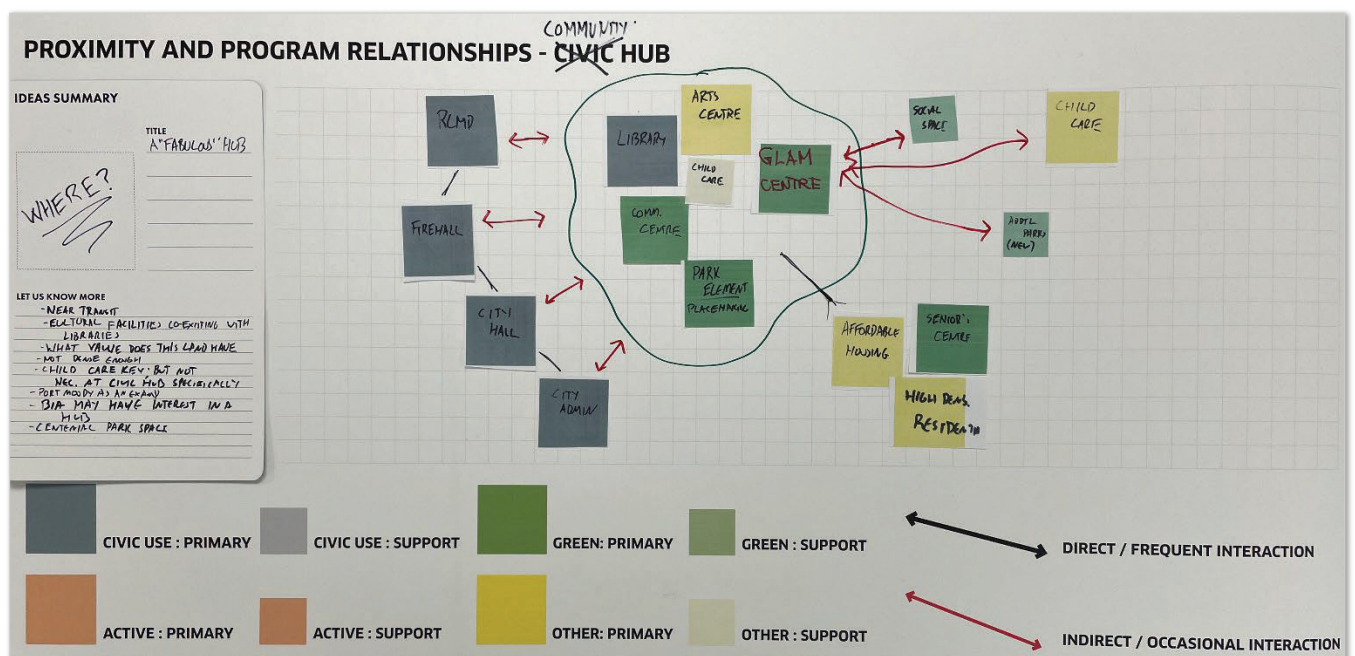 COMMUNITY
PROXIMITY AND PROGRAM RELATIONSHIPS - CIVIC HUB
IDEAS SUMMARY
TITLE
A "FABULOUS" HUB
WHERE?
LET US KNOW MORE
- NEAR TRANSIT
- CULTURAL FACILITIES CO-EXISTING WITH
LIBRARIES
- WHAT VALUE DOES THIS LAND HAVE
- NOT DENSE ENOUGH
- CHILD CARE KEY. BUT NOT
NEC. AT CIVIC HUB SPECIFICALLY
- PORT MOODY AS AN
- BIA MAY HAVE INTEREST IN A
HUB
- CENTENIAL PARK SPACE
RCMP
FIREHALL
CITY
HALL
CITY
ADMIN
LIBRARY
ARTS
CENTRE
CHILD
CARE
GLAM
CENTRE
COMM.
CENTRE
PARK
ELEMENT
PLACEMAKING
SOCIAL
SPACE
CHILD
CARE
ADDTL
PARKS
(NEW)
AFFORDABLE
HOUSING
SENIOR'S
CENTRE
HIGH DENS.
RESIDENTIAL
CIVIC USE : PRIMARY
CIVIC USE : SUPPORT
GREEN: PRIMARY
GREEN : SUPPORT
DIRECT / FREQUENT INTERACTION
ACTIVE : PRIMARY
ACTIVE : SUPPORT
OTHER: PRIMARY
OTHER : SUPPORT
INDIRECT / OCCASIONAL INTERACTION